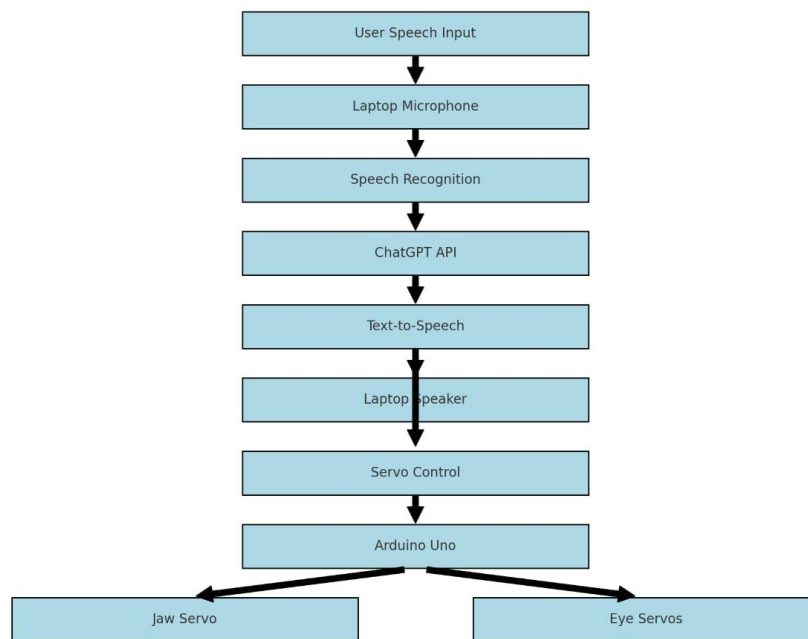 User Speech Input
Laptop Microphone
Speech Recognition
ChatGPT API
Text-to-Speech
Laptop Speaker
Servo Control
Arduino Uno
Jaw Servo
Eye Servos